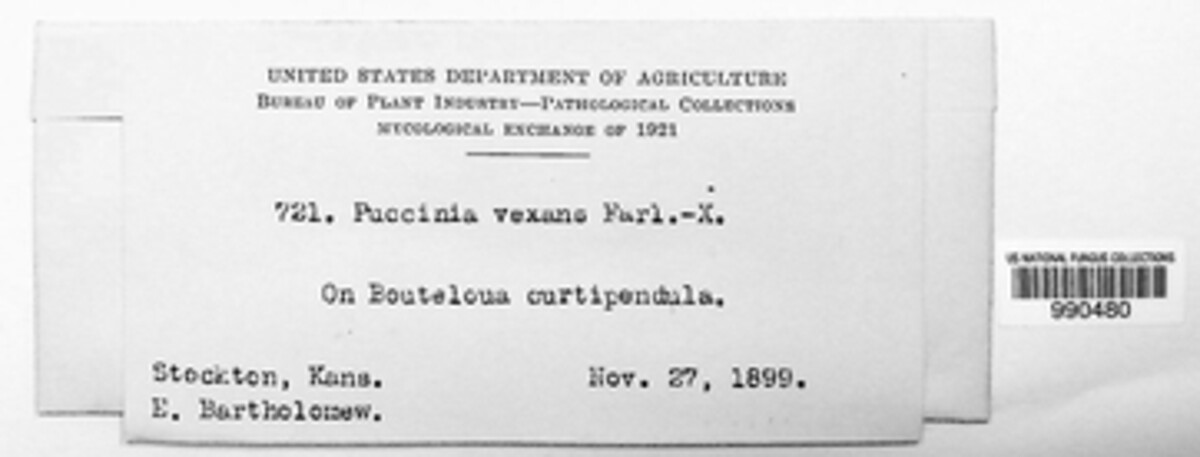 UNITED STATES DEPARTMENT OF AGRICULTURE
BUREAU OF PLANT INDUSTRY—PATHOLOGICAL COLLECTIONS
MYCOLOGICAL EXCHANGE OF 1921
721. Puccinia vexans Farl.-X.
On Bouteloua curtipendula.
Stockton, Kans. Nov. 27, 1899.
E. Bartholomew.
US NATIONAL FUNGUS COLLECTIONS
990480